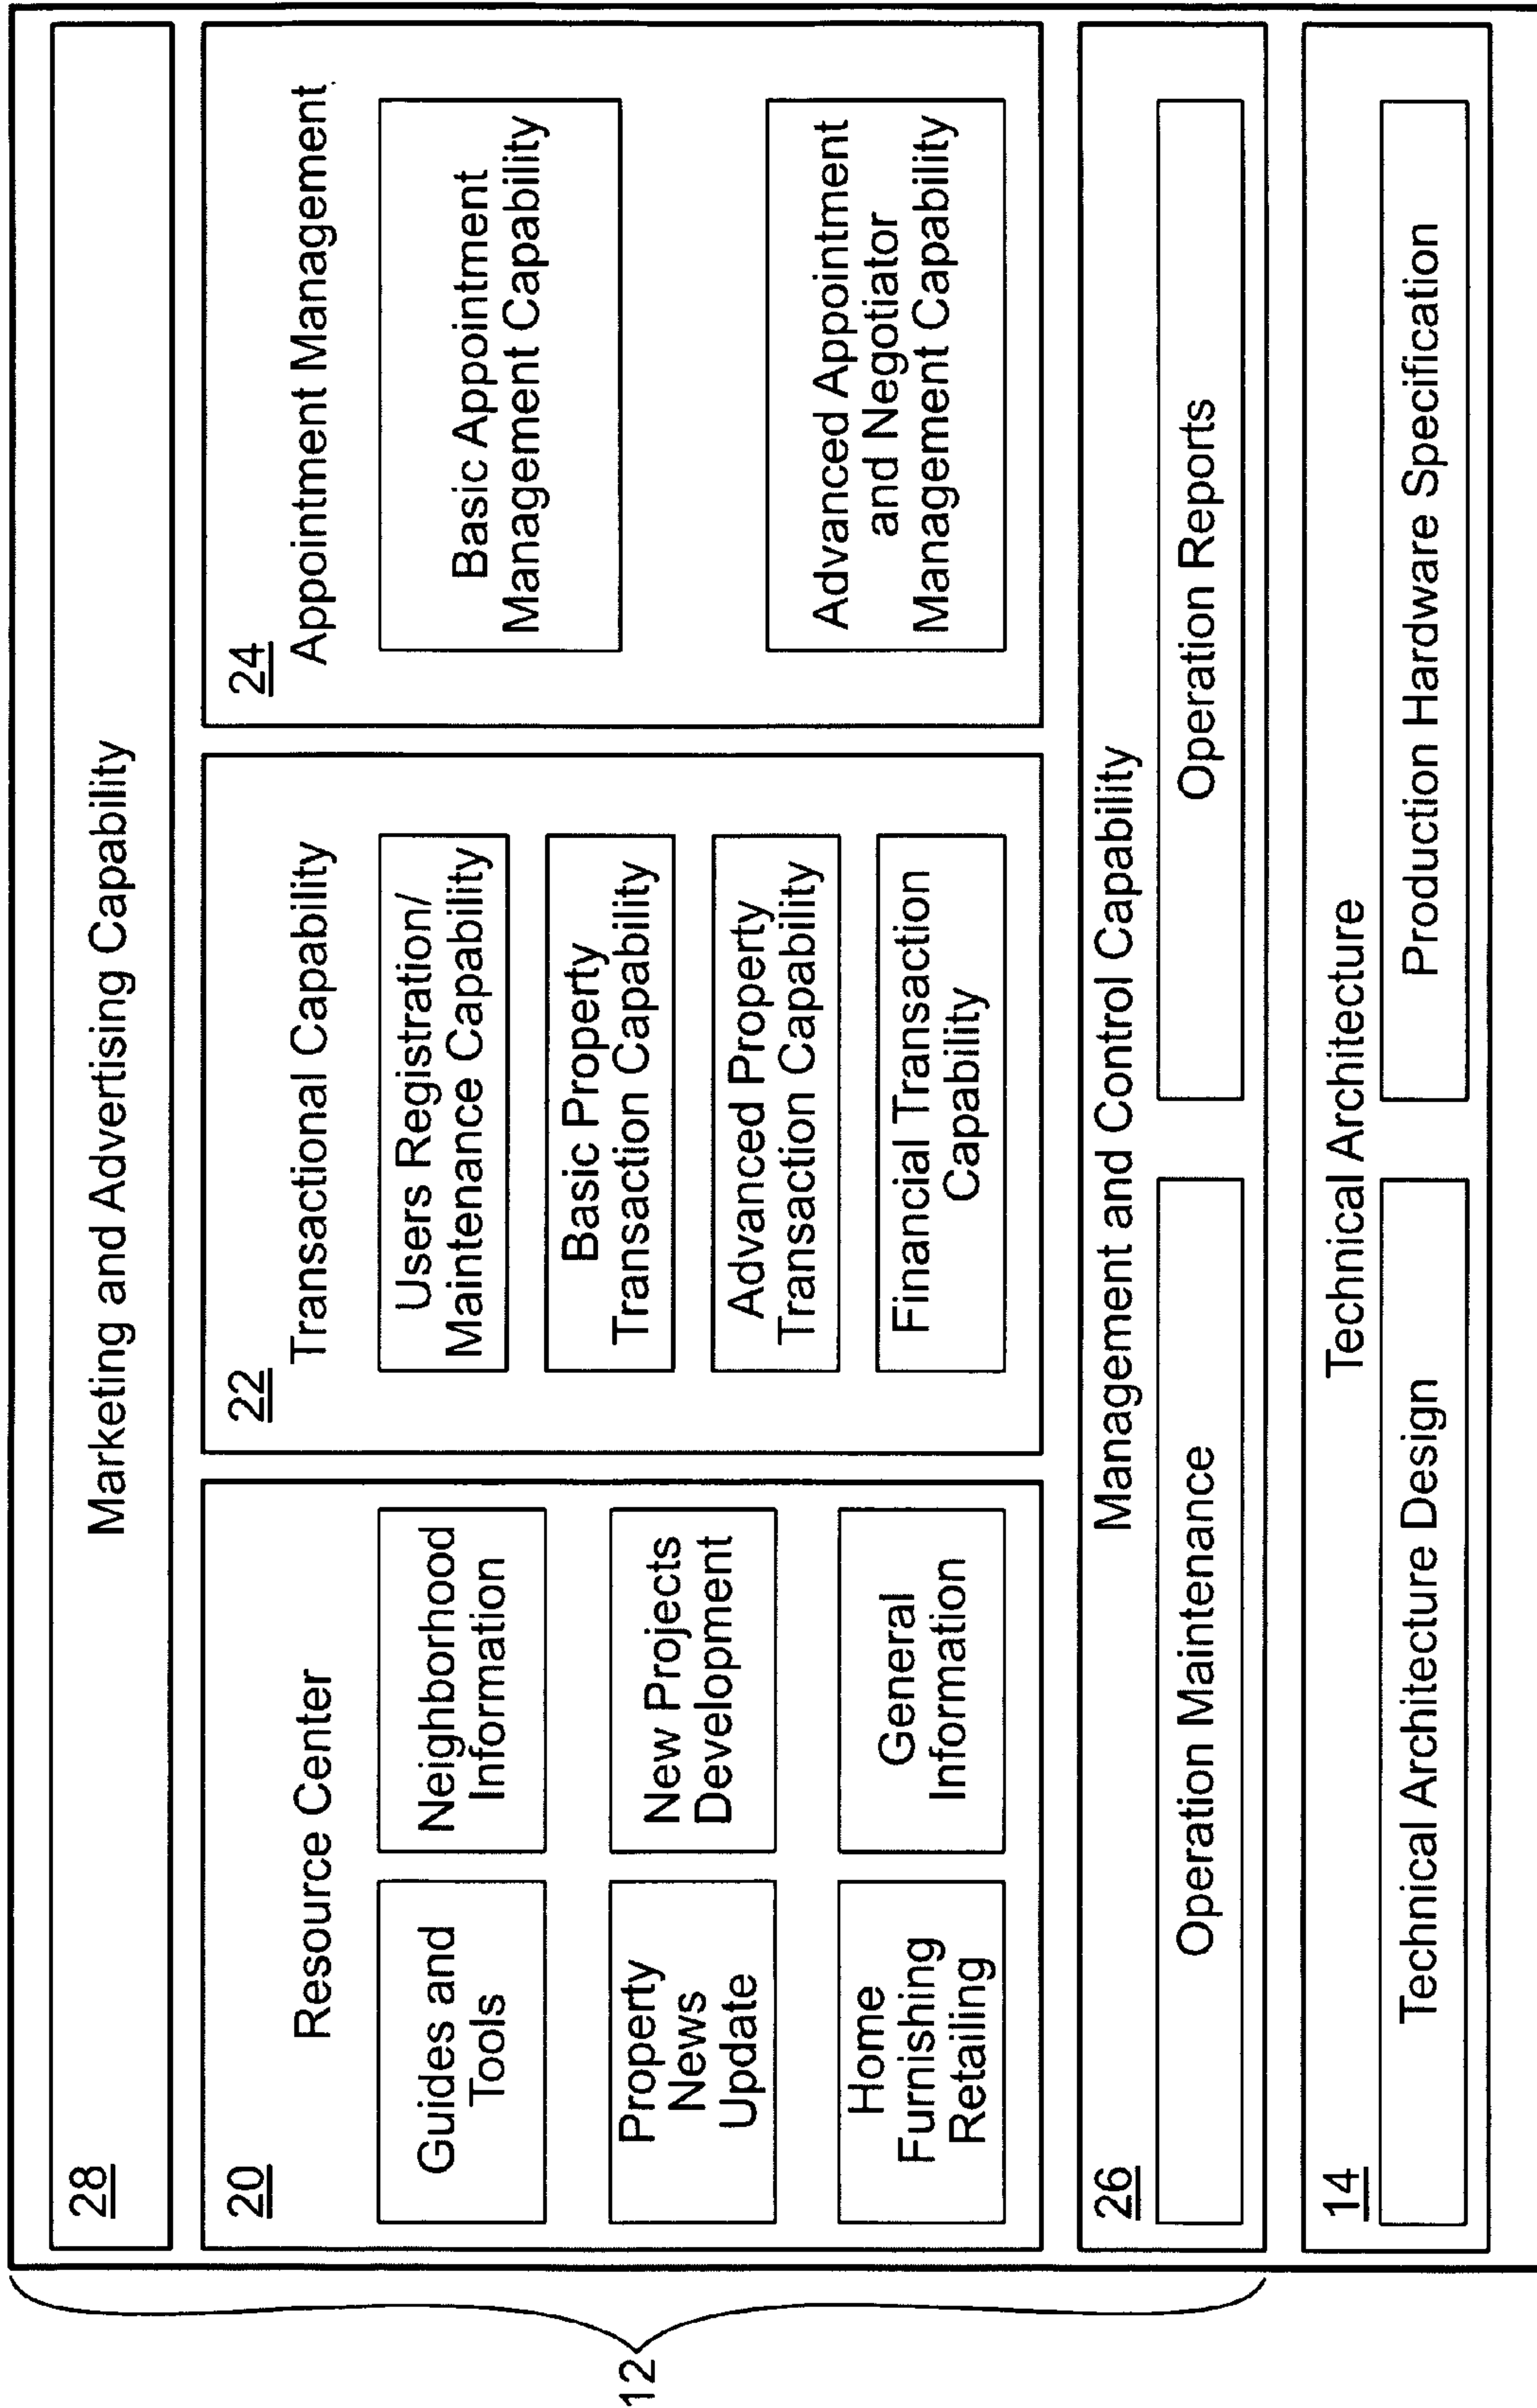 28
Marketing and Advertising Capability
20
Resource Center
Guides and
Tools
Neighborhood
Information
Property
News
Update
New Projects
Development
Home
Furnishing
Retailing
General
Information
22
Transactional Capability
Users Registration/
Maintenance Capability
Basic Property
Transaction Capability
Advanced Property
Transaction Capability
Financial Transaction
Capability
24
Appointment Management
Basic Appointment
Management Capability
Advanced Appointment
and Negotiator
Management Capability
12
26
Management and Control Capability
Operation Maintenance
Operation Reports
14
Technical Architecture
Technical Architecture Design
Production Hardware Specification